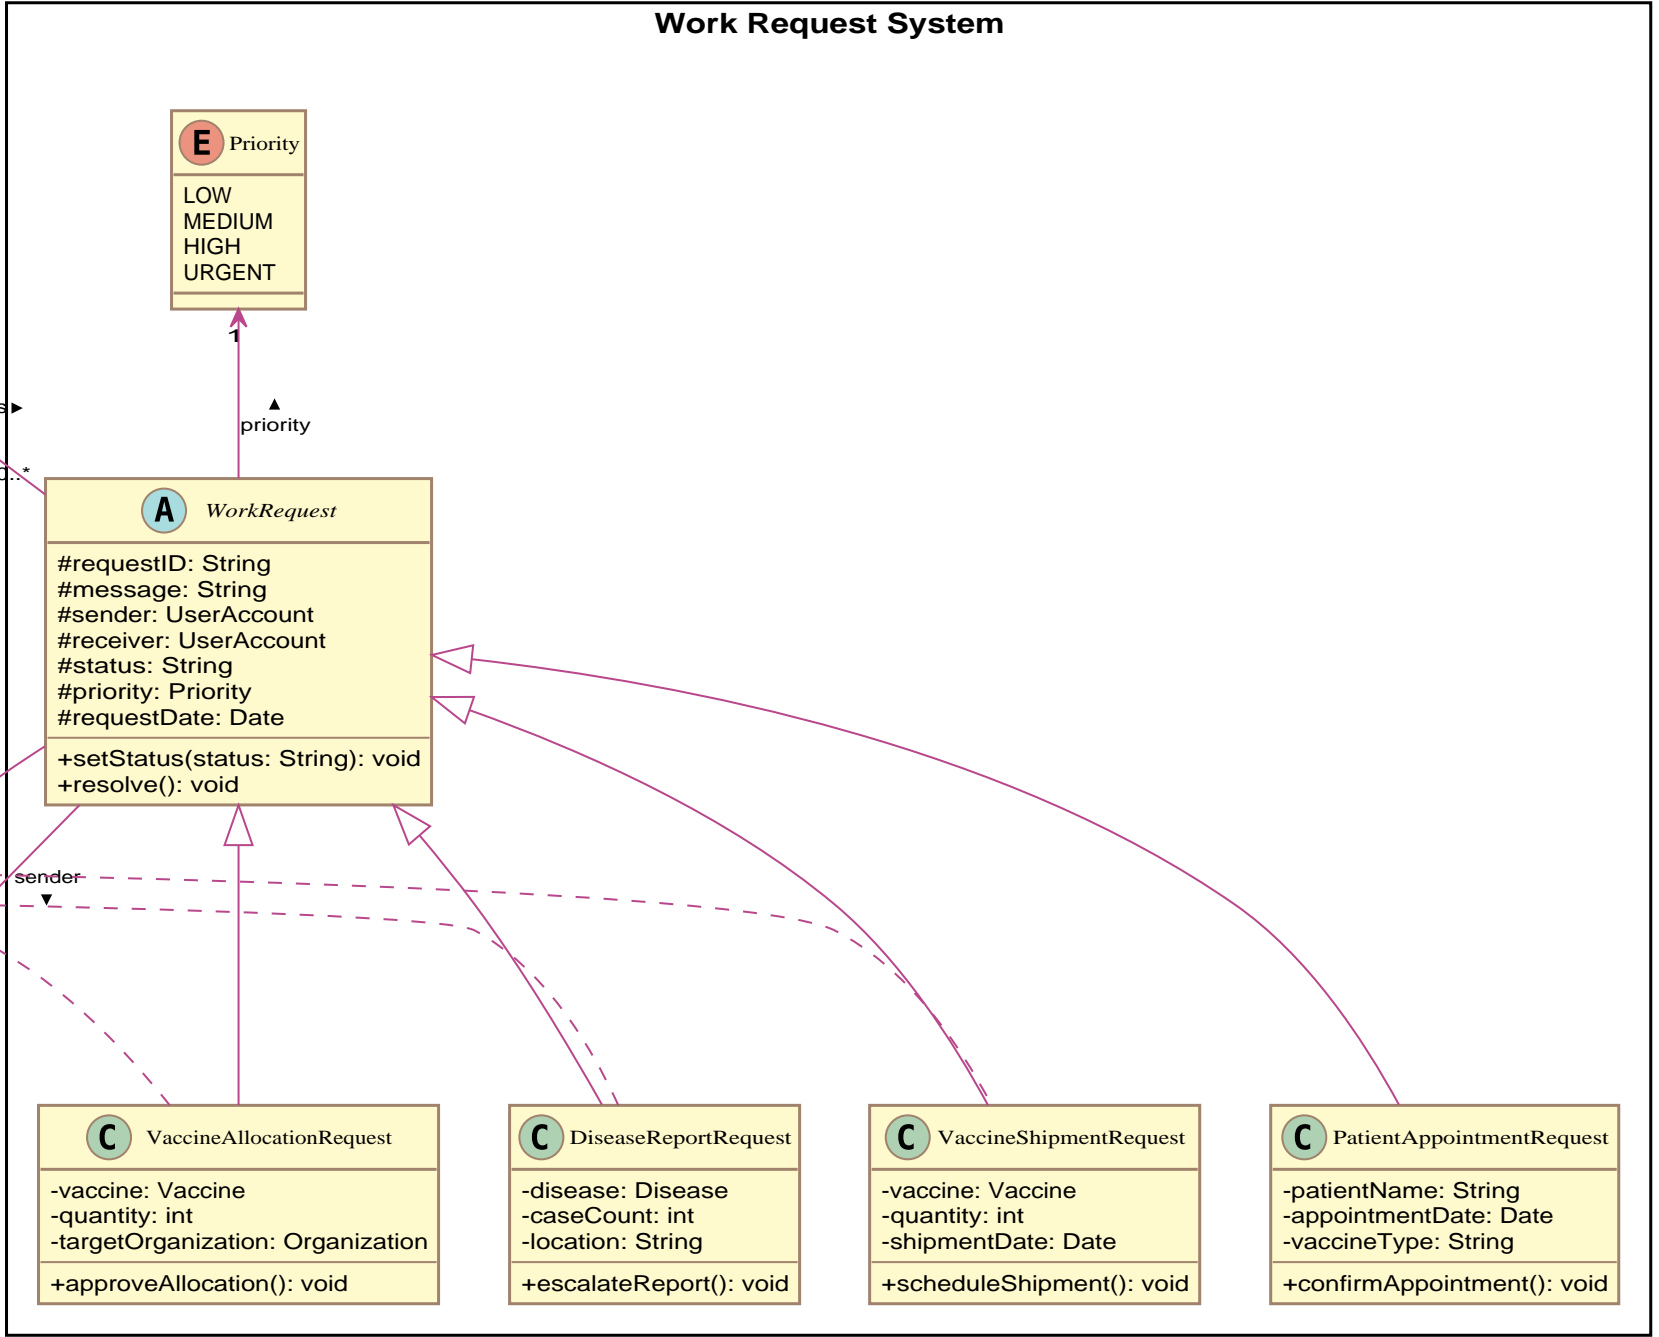 Work Request System
E Priority
LOW
MEDIUM
HIGH
URGENT
1
▲
priority
A WorkRequest
#requestID: String
#message: String
#sender: UserAccount
#receiver: UserAccount
#status: String
#priority: Priority
#requestDate: Date
+setStatus(status: String): void
+resolve(): void
sender
▼
C VaccineAllocationRequest
-vaccine: Vaccine
-quantity: int
-targetOrganization: Organization
+approveAllocation(): void
C DiseaseReportRequest
-disease: Disease
-caseCount: int
-location: String
+escalateReport(): void
C VaccineShipmentRequest
-vaccine: Vaccine
-quantity: int
-shipmentDate: Date
+scheduleShipment(): void
C PatientAppointmentRequest
-patientName: String
-appointmentDate: Date
-vaccineType: String
+confirmAppointment(): void